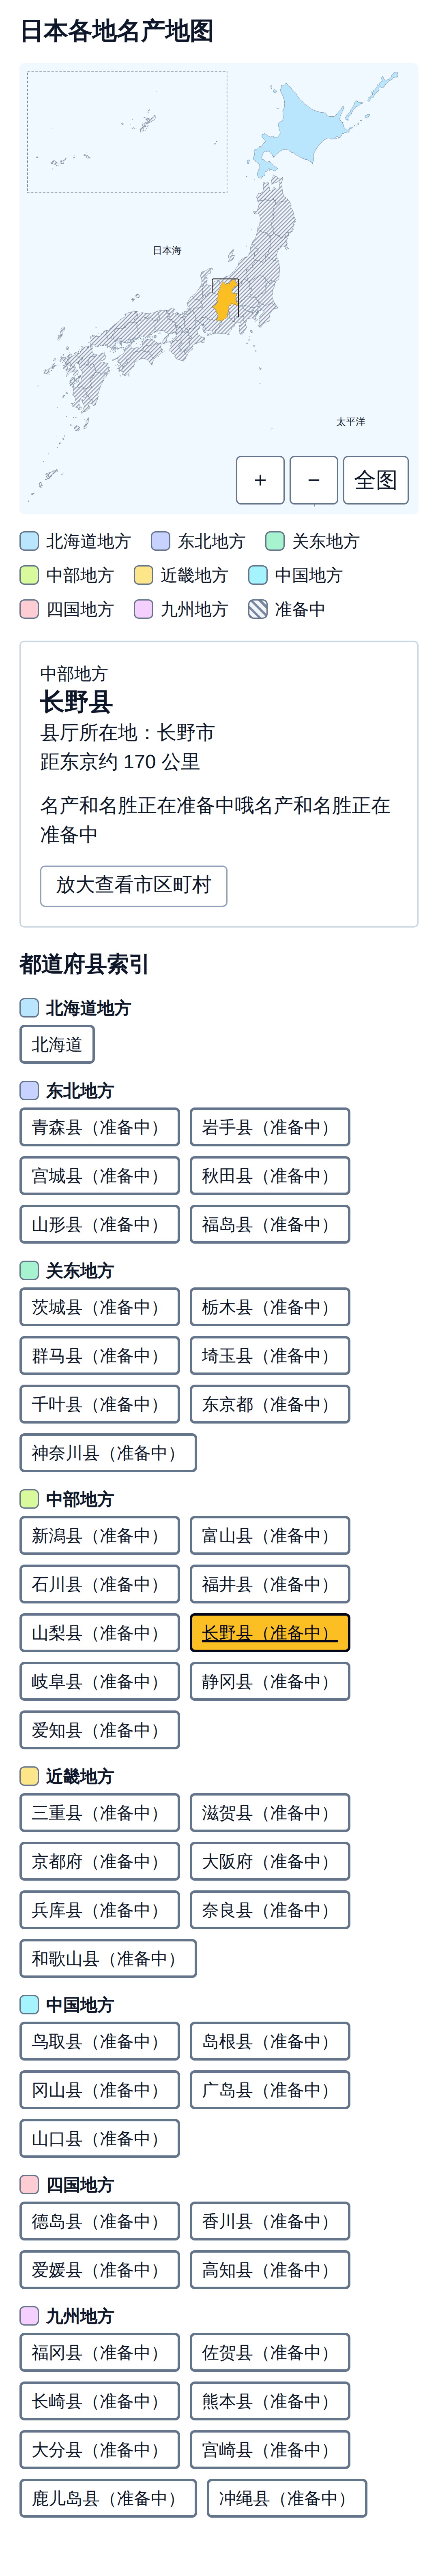 日本各地名产地图
日本海
太平洋
+ − 全图
北海道地方 东北地方 关东地方
中部地方 近畿地方 中国地方
四国地方 九州地方 准备中
中部地方
长野县
县厅所在地：长野市
距东京约 170 公里
名产和名胜正在准备中哦名产和名胜正在
准备中
放大查看市区町村
都道府县索引
北海道地方
北海道
东北地方
青森县（准备中） 岩手县（准备中）
宫城县（准备中） 秋田县（准备中）
山形县（准备中） 福岛县（准备中）
关东地方
茨城县（准备中） 栃木县（准备中）
群马县（准备中） 埼玉县（准备中）
千叶县（准备中） 东京都（准备中）
神奈川县（准备中）
中部地方
新潟县（准备中） 富山县（准备中）
石川县（准备中） 福井县（准备中）
山梨县（准备中） 长野县（准备中）
岐阜县（准备中） 静冈县（准备中）
爱知县（准备中）
近畿地方
三重县（准备中） 滋贺县（准备中）
京都府（准备中） 大阪府（准备中）
兵库县（准备中） 奈良县（准备中）
和歌山县（准备中）
中国地方
鸟取县（准备中） 岛根县（准备中）
冈山县（准备中） 广岛县（准备中）
山口县（准备中）
四国地方
德岛县（准备中） 香川县（准备中）
爱媛县（准备中） 高知县（准备中）
九州地方
福冈县（准备中） 佐贺县（准备中）
长崎县（准备中） 熊本县（准备中）
大分县（准备中） 宫崎县（准备中）
鹿儿岛县（准备中） 冲绳县（准备中）